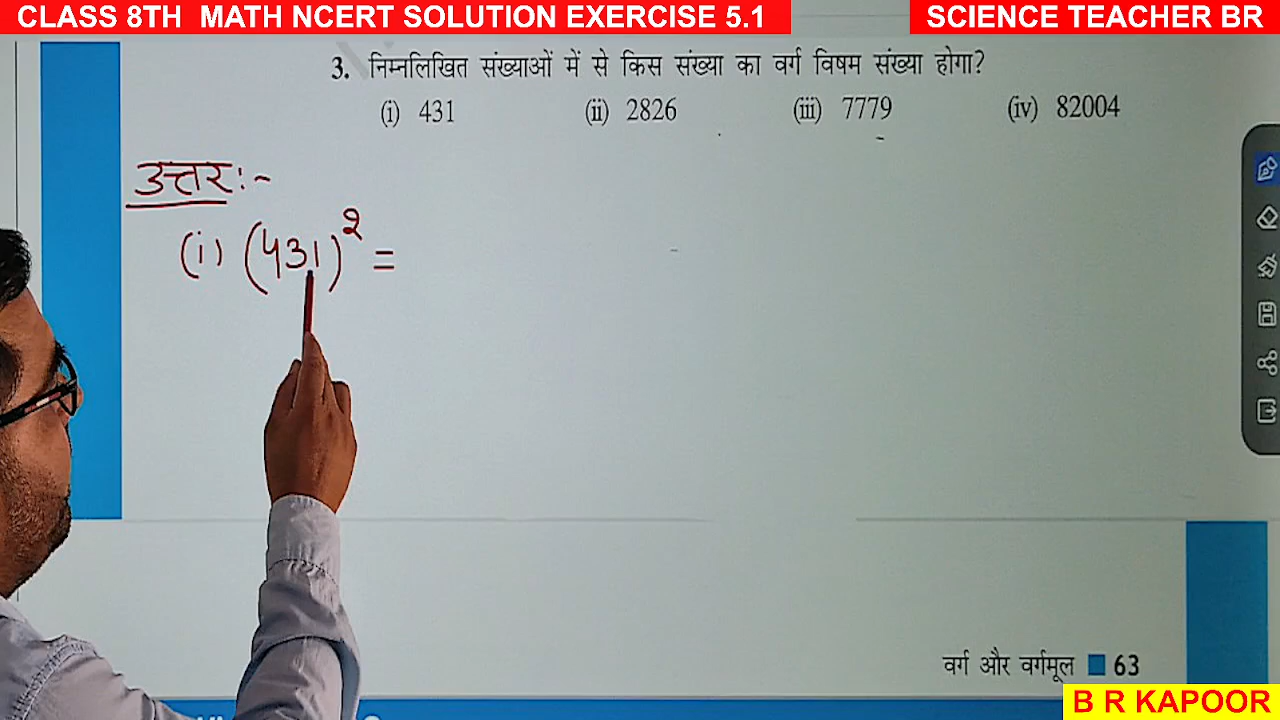 CLASS 8TH MATH NCERT SOLUTION EXERCISE 5.1
SCIENCE TEACHER BR
3. निम्नलिखित संख्याओं में से किस संख्या का वर्ग विषम संख्या होगा?
(i) 431 (ii) 2826 (iii) 7779 (iv) 82004
उत्तर:-
(i) (431)² =
वर्ग और वर्गमूल 63
B R KAPOOR